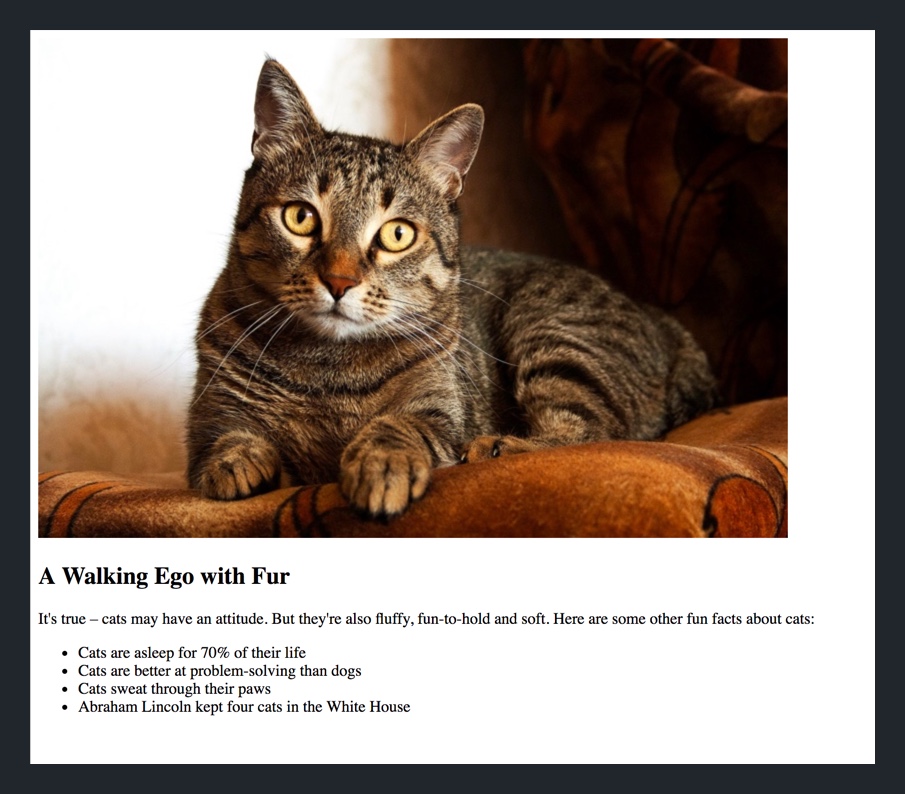 A Walking Ego with Fur
It's true – cats may have an attitude. But they're also fluffy, fun-to-hold and soft. Here are some other fun facts about cats:
• Cats are asleep for 70% of their life
• Cats are better at problem-solving than dogs
• Cats sweat through their paws
• Abraham Lincoln kept four cats in the White House